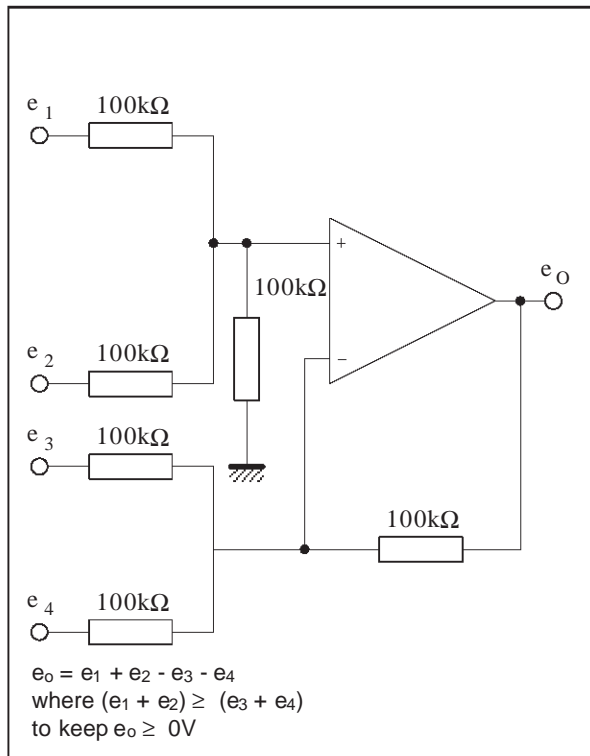 e1
100kΩ
+
100kΩ
eO
e2
100kΩ
−
e3
100kΩ
100kΩ
e4
100kΩ
eo = e1 + e2 - e3 - e4
where (e1 + e2) ≥ (e3 + e4)
to keep eo ≥ 0V